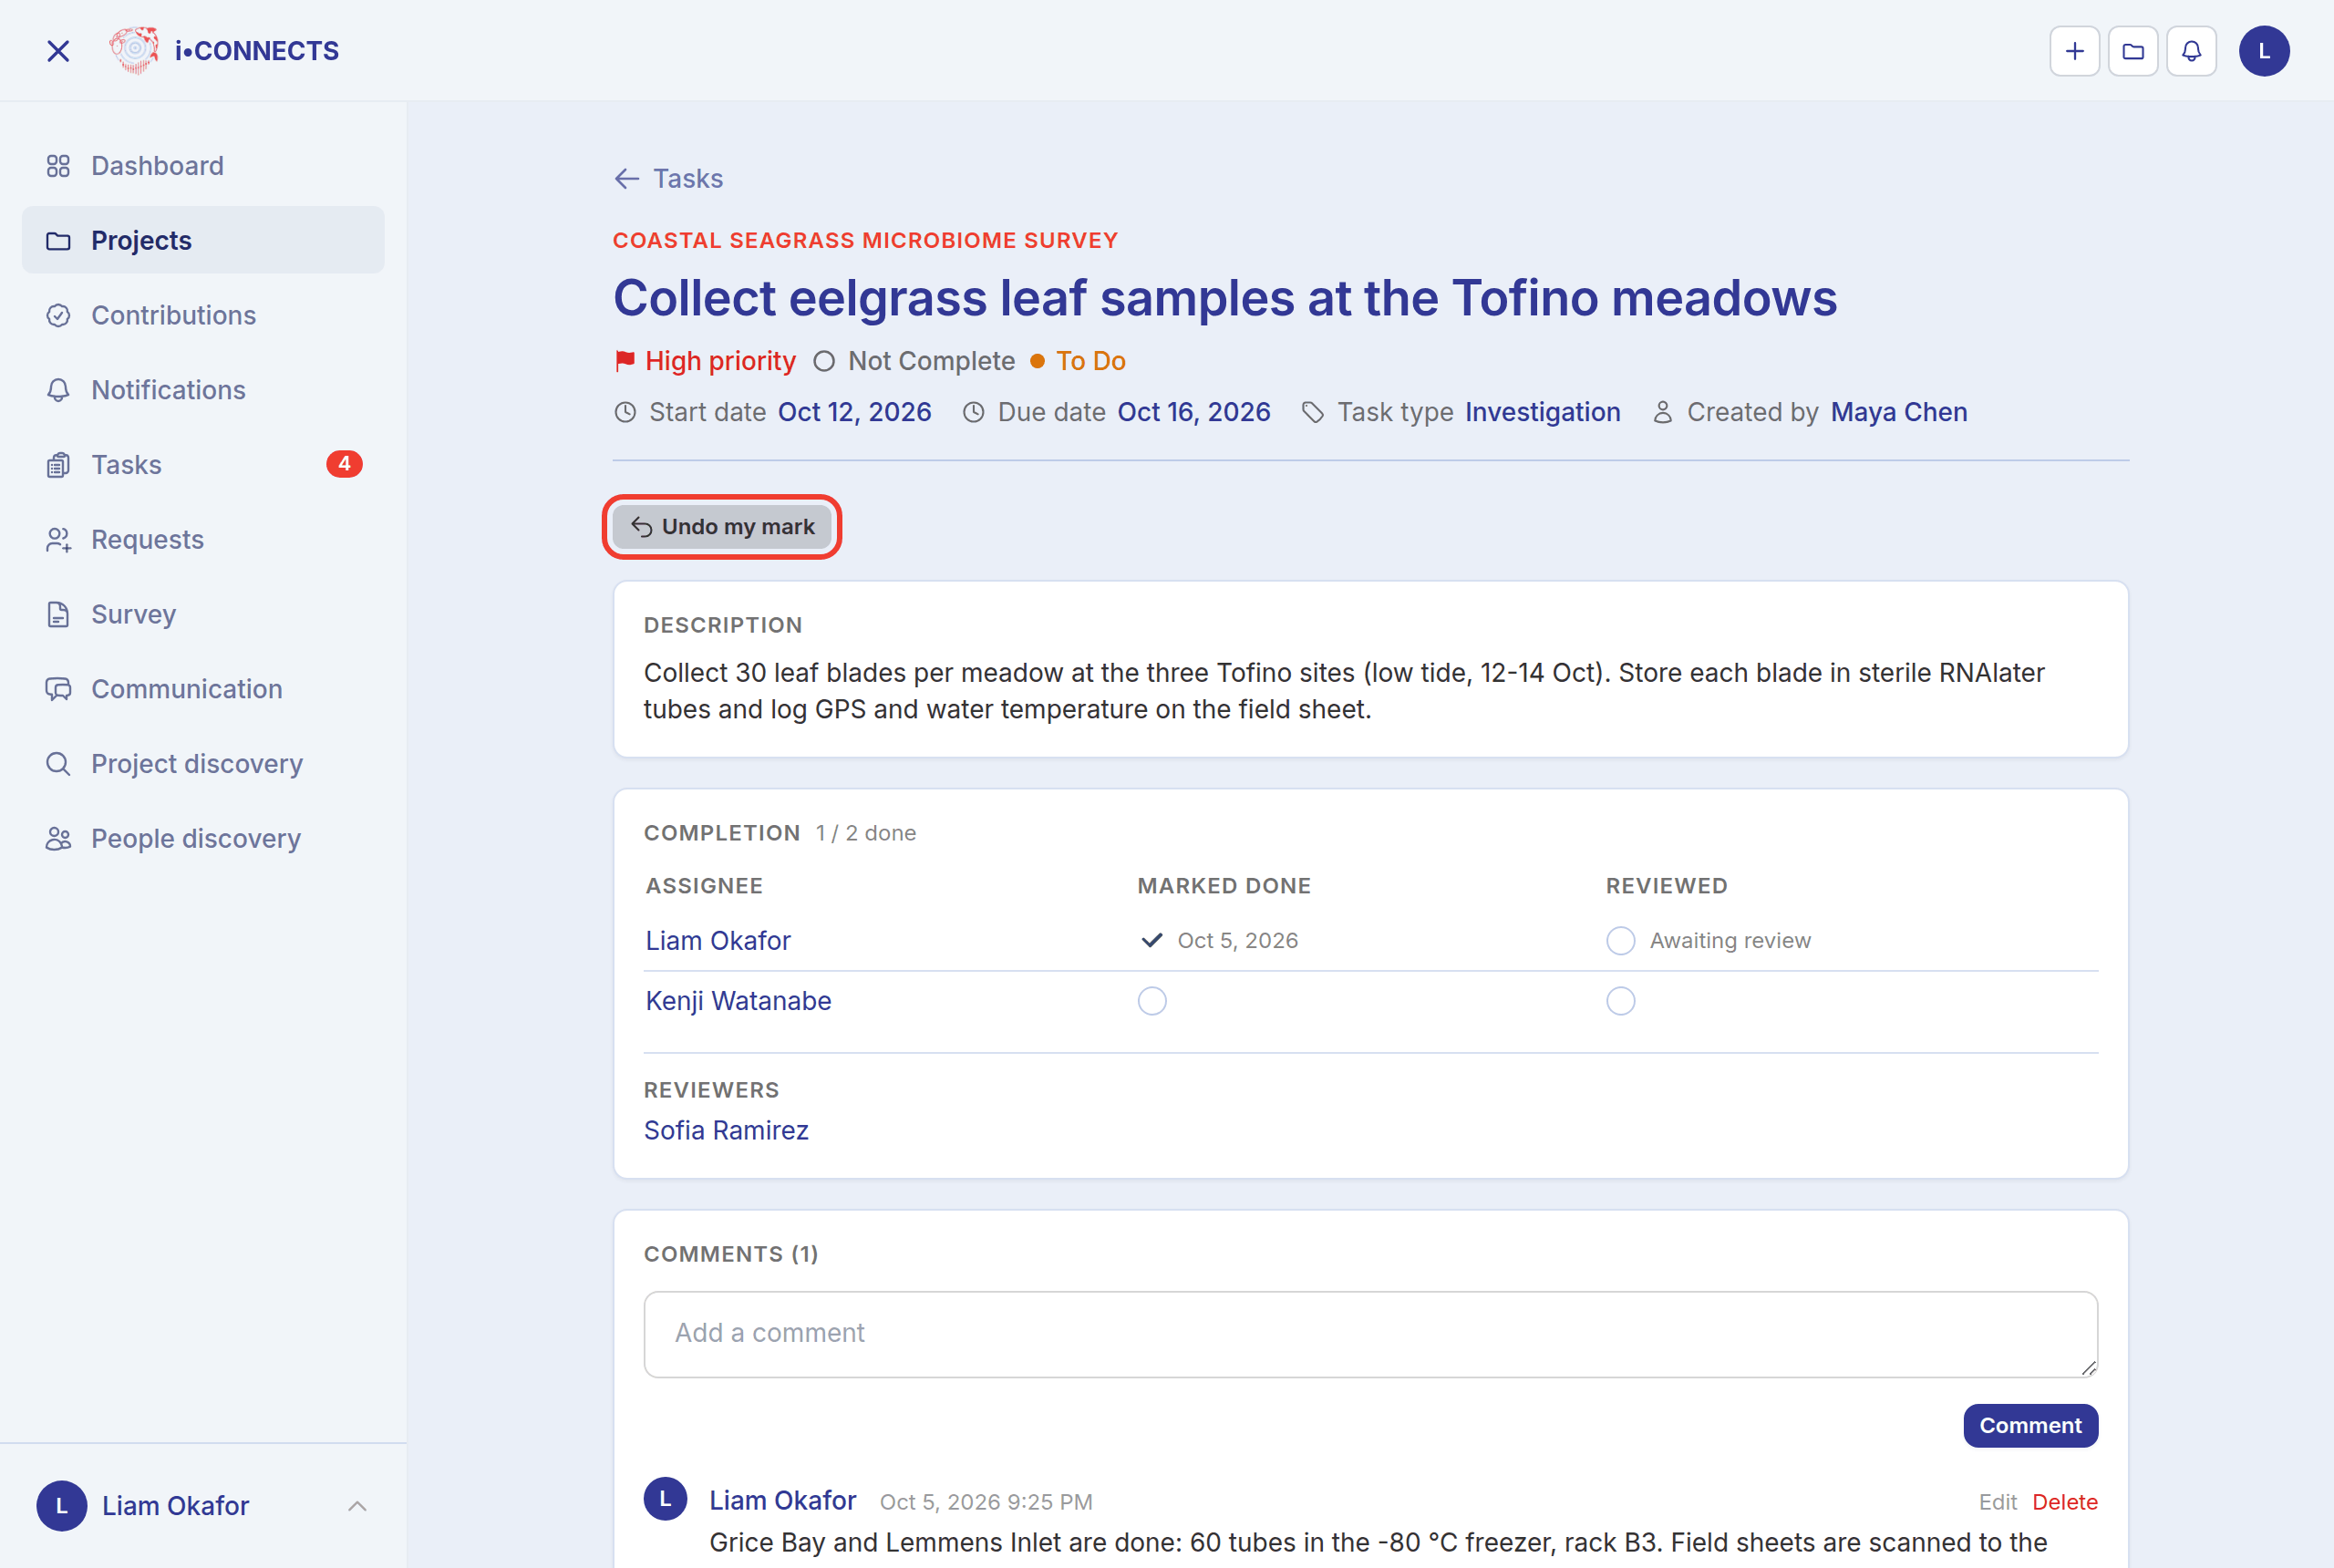 i•CONNECTS
L
Dashboard
Projects
Contributions
Notifications
Tasks
4
Requests
Survey
Communication
Project discovery
People discovery
L
Liam Okafor
Tasks
COASTAL SEAGRASS MICROBIOME SURVEY
Collect eelgrass leaf samples at the Tofino meadows
High priority Not Complete To Do
Start date Oct 12, 2026 Due date Oct 16, 2026 Task type Investigation Created by Maya Chen
Undo my mark
DESCRIPTION
Collect 30 leaf blades per meadow at the three Tofino sites (low tide, 12-14 Oct). Store each blade in sterile RNAlater
tubes and log GPS and water temperature on the field sheet.
COMPLETION 1 / 2 done
ASSIGNEE MARKED DONE REVIEWED
Liam Okafor Oct 5, 2026 Awaiting review
Kenji Watanabe
REVIEWERS
Sofia Ramirez
COMMENTS (1)
Add a comment
Comment
L
Liam Okafor Oct 5, 2026 9:25 PM Edit Delete
Grice Bay and Lemmens Inlet are done: 60 tubes in the -80 °C freezer, rack B3. Field sheets are scanned to the